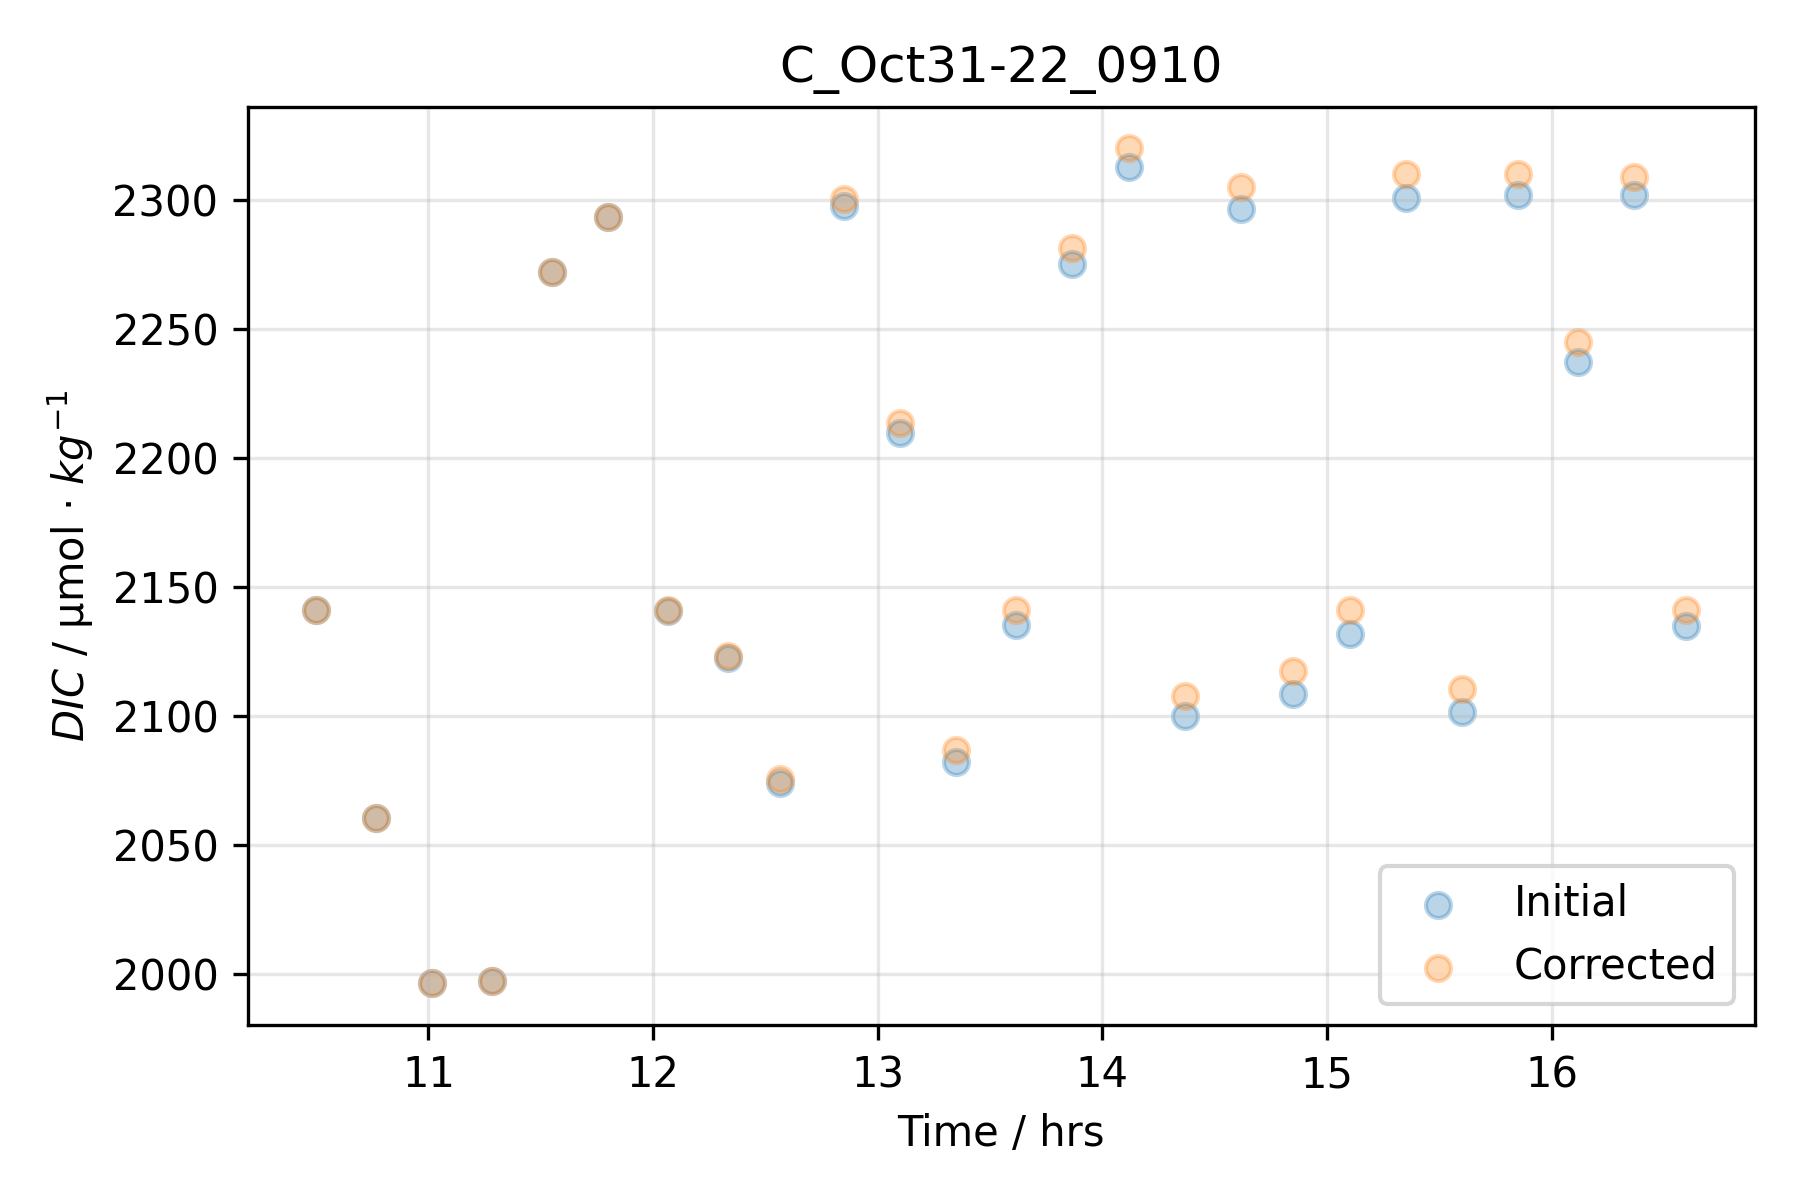 C_Oct31-22_0910
2300
2250
2200
2150
2100
2050
2000
DIC / μmol · kg⁻¹
11 12 13 14 15 16
Time / hrs
Initial
Corrected